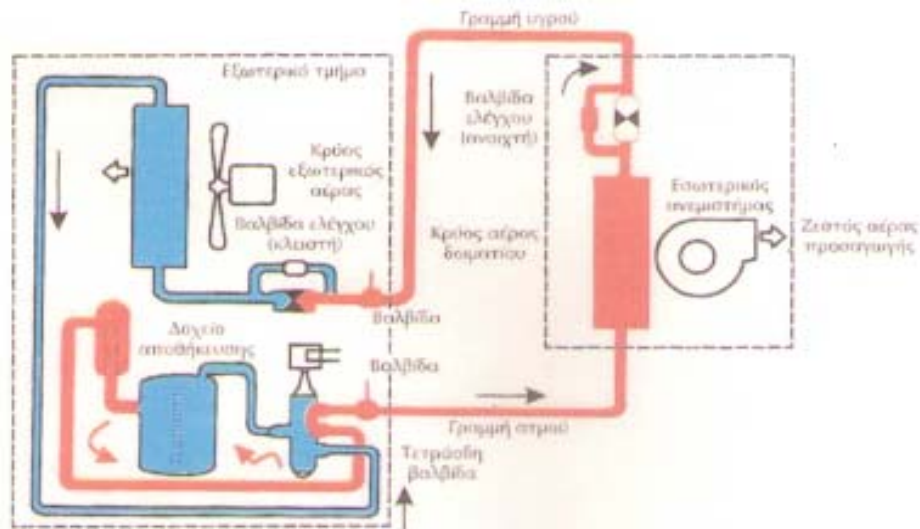 Γραμμή υγρού
Εξωτερικό τμήμα
Βαλβίδα
ελέγχου
(ανοιχτή)
Κρύος
εξωτερικός
αέρας
Εσωτερικός
ανεμιστήρας
Βαλβίδα ελέγχου
(κλειστή)
Κρύος αέρας
δωματίου
Ζεστός αέρας
προσαγωγής
Βαλβίδα
Δοχείο
αποθήκευσης
Βαλβίδα
Γραμμή ατμού
Τετράοδη
βαλβίδα